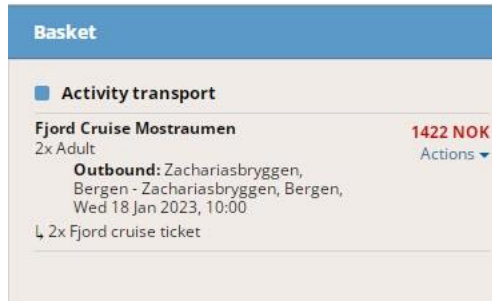 Basket
Activity transport
Fjord Cruise Mostraumen
1422 NOK
2x Adult
Actions
Outbound: Zachariasbryggen,
Bergen - Zachariasbryggen, Bergen,
Wed 18 Jan 2023, 10:00
↳ 2x Fjord cruise ticket